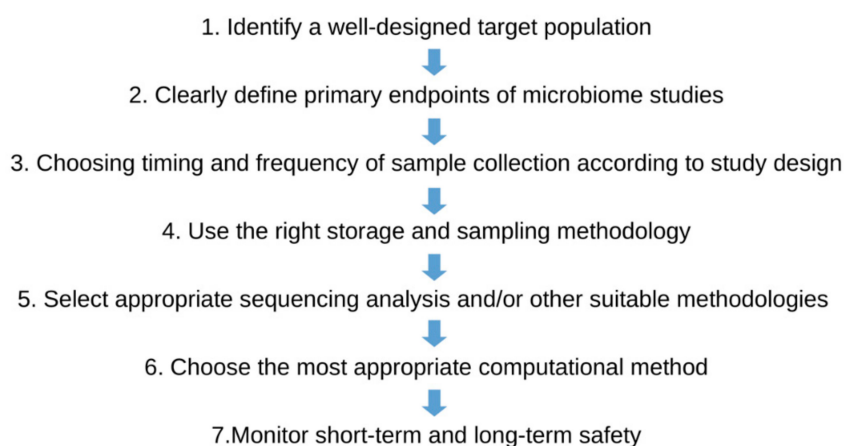 1. Identify a well-designed target population
2. Clearly define primary endpoints of microbiome studies
3. Choosing timing and frequency of sample collection according to study design
4. Use the right storage and sampling methodology
5. Select appropriate sequencing analysis and/or other suitable methodologies
6. Choose the most appropriate computational method
7.Monitor short-term and long-term safety